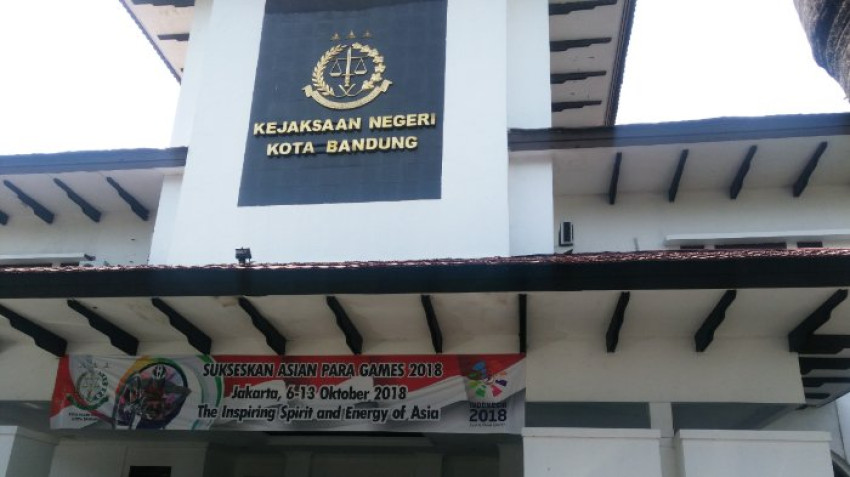 KEJAKSAAN NEGERI
KOTA BANDUNG
SUKSESKAN ASIAN PARA GAMES 2018
Jakarta, 6-13 Oktober 2018
The Inspiring Spirit and Energy of Asia
2018